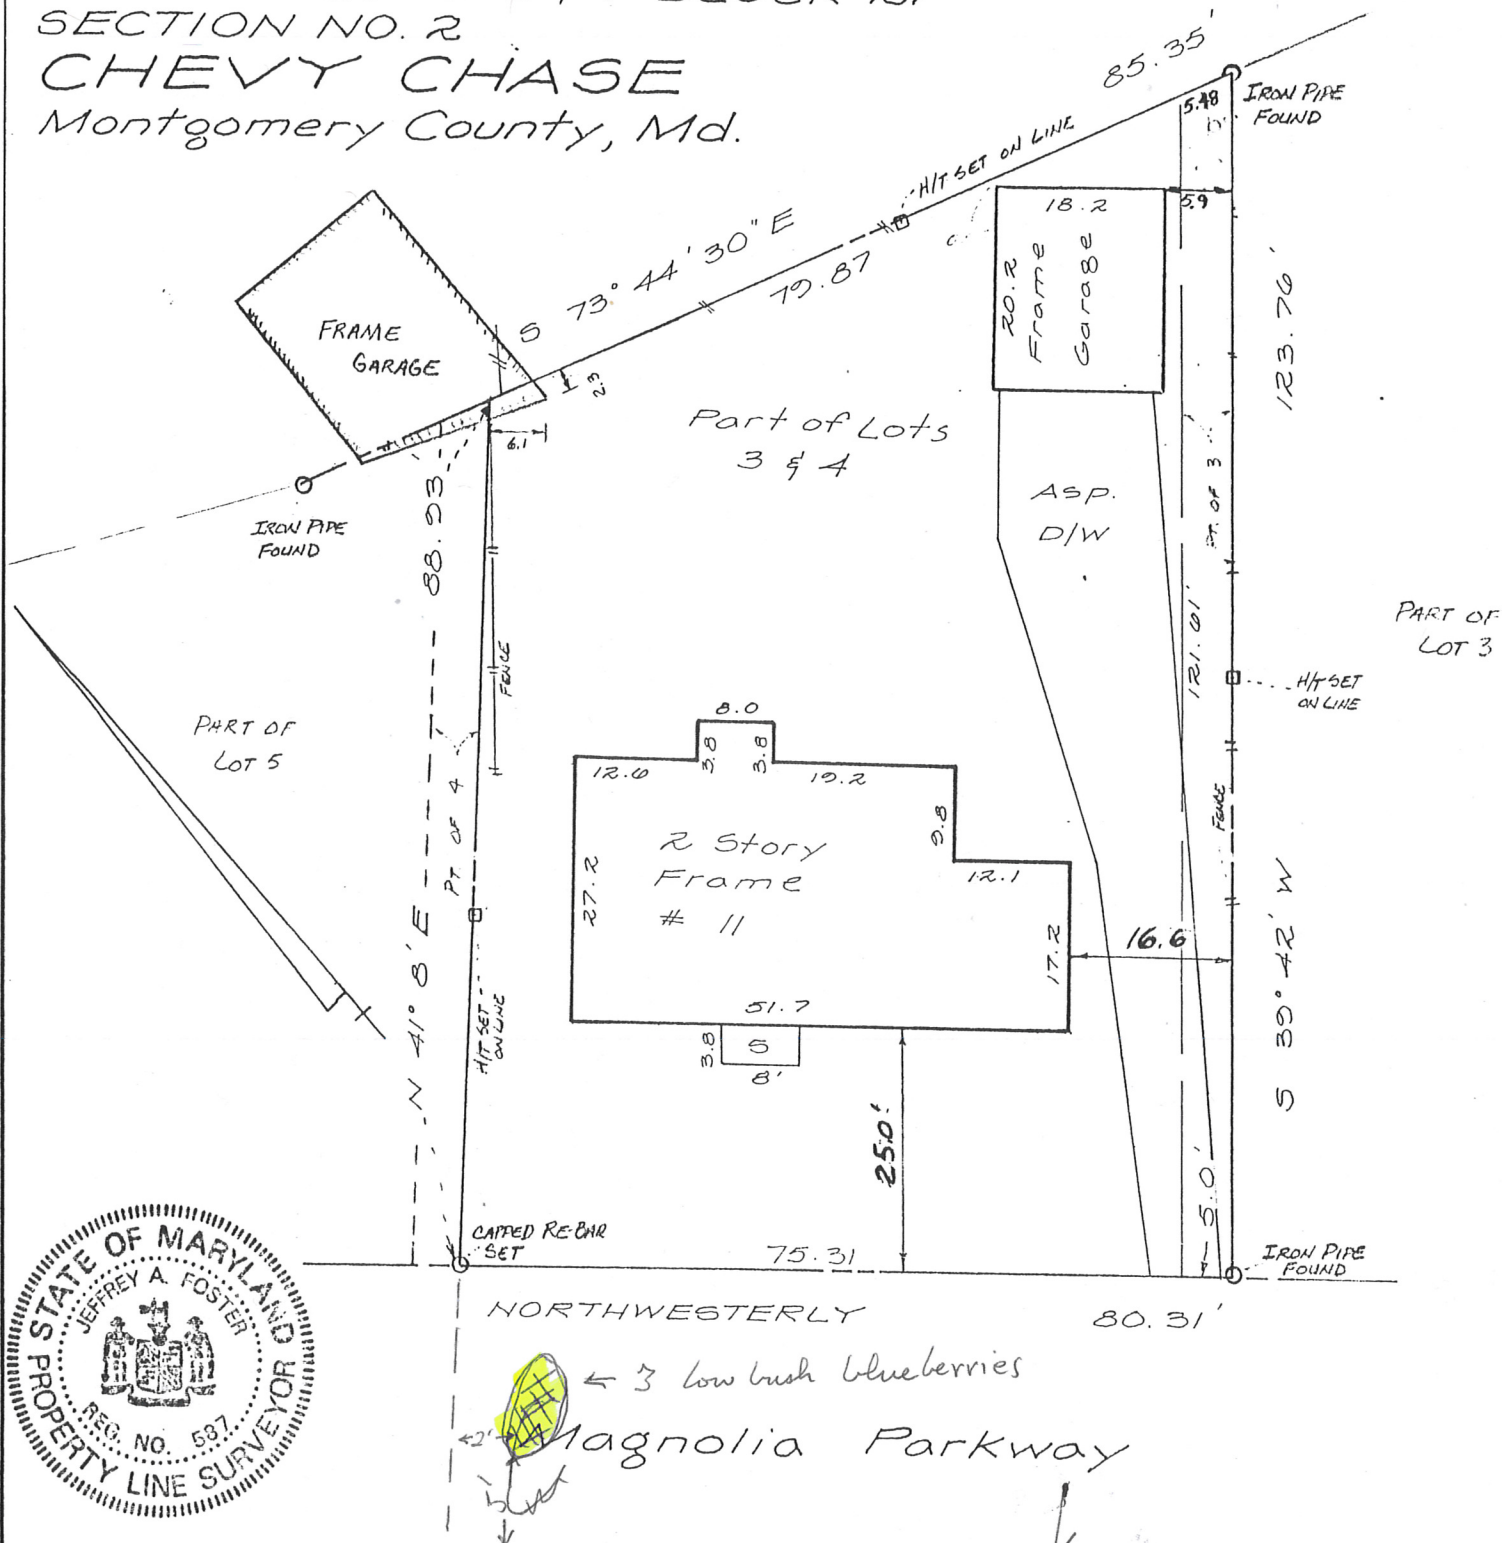 SECTION NO. 2
CHEVY CHASE
Montgomery County, Md.
85.35'
5.48
IRON PIPE
FOUND
H/T SET ON LINE
18.2
5.9
20.2
Frame
Garage
S 73° 44' 30" E
79.87
123.76'
FRAME
GARAGE
2.3
6.1
Part of Lots
3 & 4
88.93
IRON PIPE
FOUND
ASP.
D/W
PT. OF 3
121.61'
PART OF
LOT 3
H/T SET
ON LINE
FENCE
PART OF
LOT 5
8.0
3.8
3.8
12.6
19.2
9.8
2 Story
Frame
# 11
27.2
12.1
17.2
16.6
FENCE
PT. OF 4
N 41° 8' E
H/T SET
ON LINE
S 39° 42' W
51.7
3.8
S
8'
25.0'
5.0'
CAPPED RE-BAR
SET
75.31
IRON PIPE
FOUND
NORTHWESTERLY
80.31'
← 3 low bush blueberries
2'
Magnolia Parkway
STATE OF MARYLAND
JEFFREY A. FOSTER
REG. NO. 587
PROPERTY LINE SURVEYOR